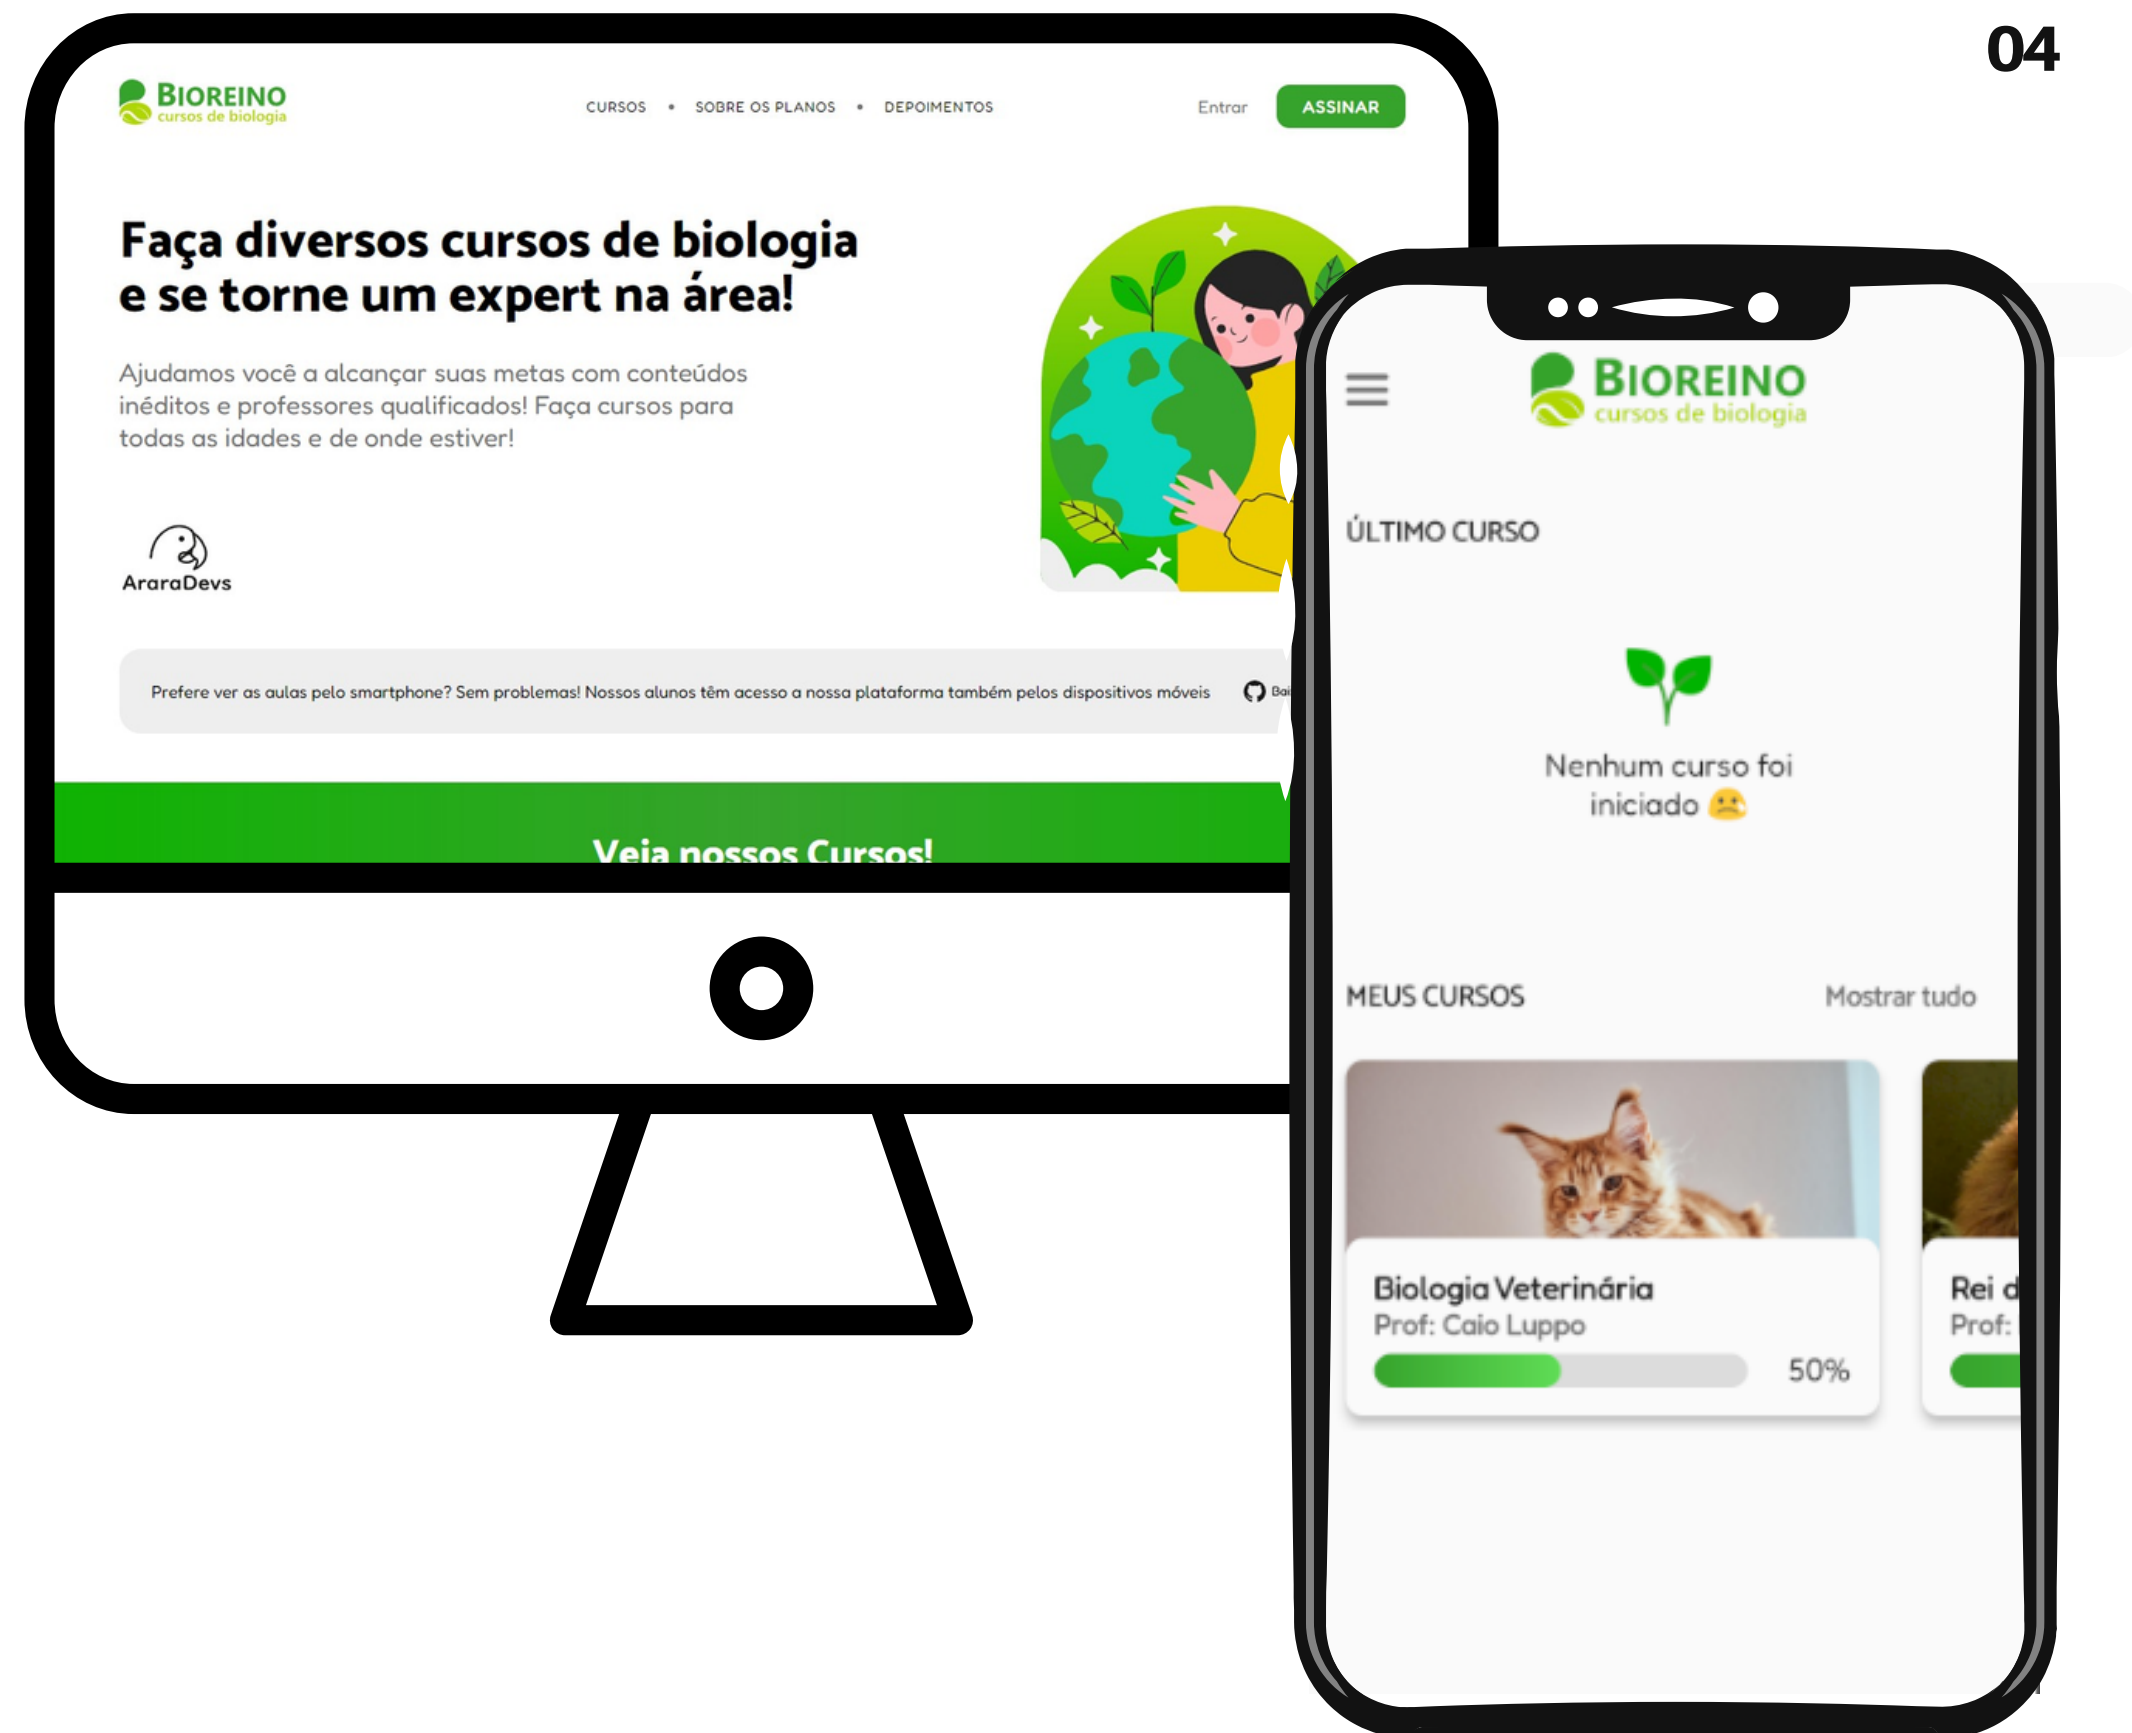 04
BIOREINO
cursos de biologia
CURSOS • SOBRE OS PLANOS • DEPOIMENTOS
Entrar
ASSINAR
Faça diversos cursos de biologia
e se torne um expert na área!
Ajudamos você a alcançar suas metas com conteúdos
inéditos e professores qualificados! Faça cursos para
todas as idades e de onde estiver!
AraraDevs
Prefere ver as aulas pelo smartphone? Sem problemas! Nossos alunos têm acesso a nossa plataforma também pelos dispositivos móveis
Veja nossos Cursos!
BIOREINO
cursos de biologia
ÚLTIMO CURSO
Nenhum curso foi
iniciado
MEUS CURSOS
Mostrar tudo
Biologia Veterinária
Prof: Caio Luppo
50%
Rei
Prof: